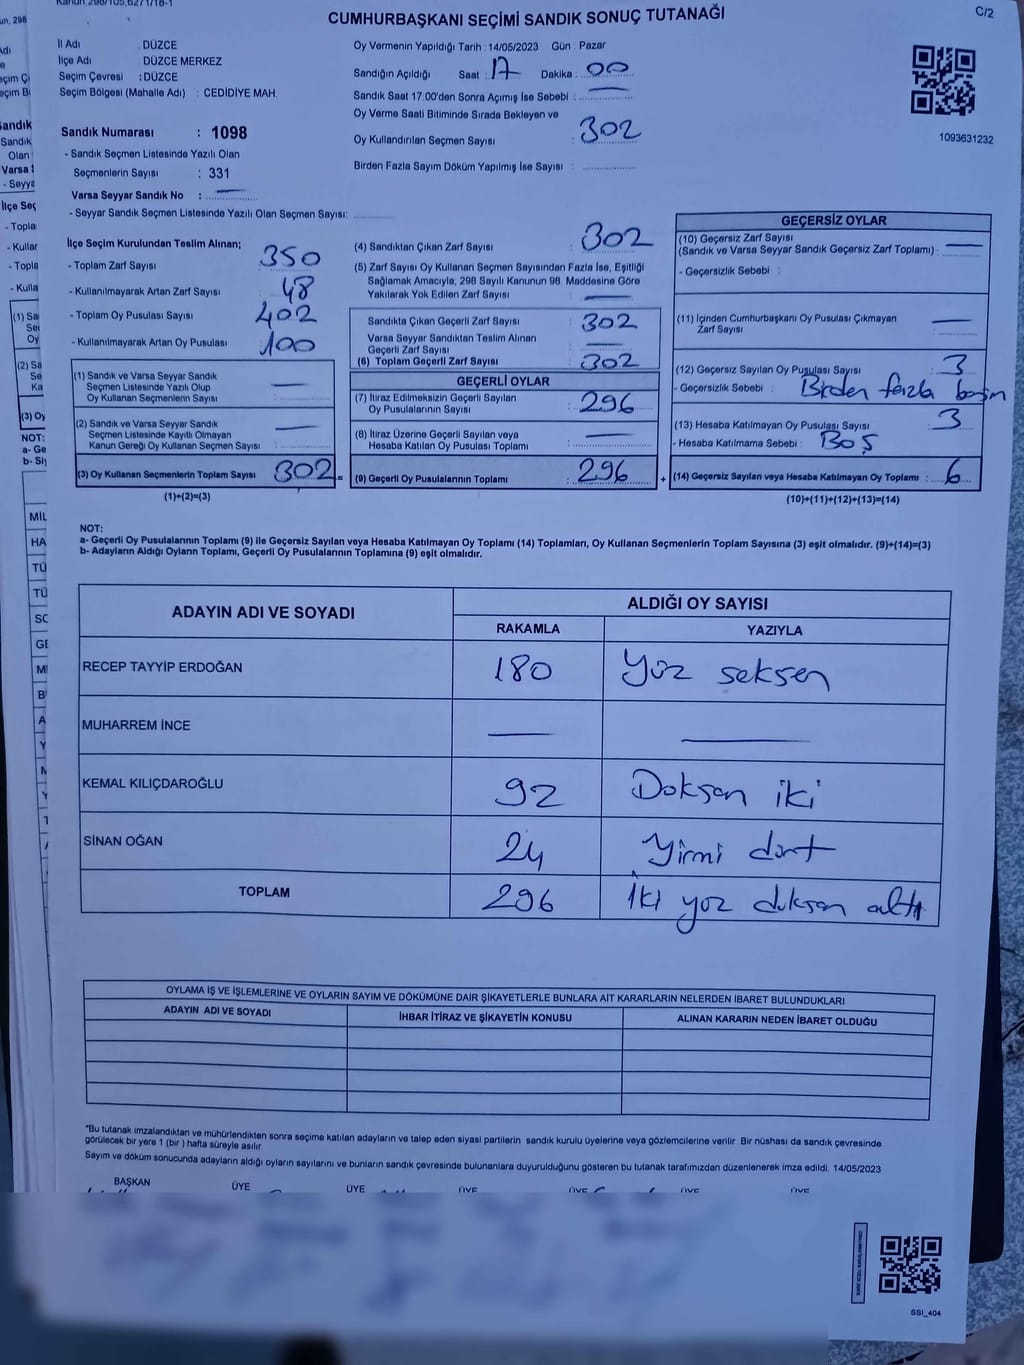 Kanun, 298/105,6271/18-1
C/2
CUMHURBAŞKANI SEÇİMİ SANDIK SONUÇ TUTANAĞI
İl Adı : DÜZCE
İlçe Adı : DÜZCE MERKEZ
Seçim Çevresi : DÜZCE
Seçim Bölgesi (Mahalle Adı) : CEDİDİYE MAH.
Oy Vermenin Yapıldığı Tarih : 14/05/2023 Gün : Pazar
Sandığın Açıldığı Saat : 17 Dakika : 00
Sandık Saat 17:00'den Sonra Açımış İse Sebebi : —
Oy Verme Saati Bitiminde Sırada Bekleyen ve
Oy Kullandırılan Seçmen Sayısı : 302
Birden Fazla Sayım Döküm Yapılmış İse Sayısı :
1093631232
Sandık Numarası : 1098
- Sandık Seçmen Listesinde Yazılı Olan
Seçmenlerin Sayısı : 331
Varsa Seyyar Sandık No : —
- Seyyar Sandık Seçmen Listesinde Yazılı Olan Seçmen Sayısı:
İlçe Seçim Kurulundan Teslim Alınan;
- Toplam Zarf Sayısı : 350
- Kullanılmayarak Artan Zarf Sayısı : 48
- Toplam Oy Pusulası Sayısı : 402
- Kullanılmayarak Artan Oy Pusulası : 100
(1) Sandık ve Varsa Seyyar Sandık
Seçmen Listesinde Yazılı Olup
Oy Kullanan Seçmenlerin Sayısı : —
(2) Sandık ve Varsa Seyyar Sandık
Seçmen Listesinde Kayıtlı Olmayan
Kanun Gereği Oy Kullanan Seçmen Sayısı : —
(3) Oy Kullanan Seçmenlerin Toplam Sayısı : 302 =
(1)+(2)=(3)
(4) Sandıktan Çıkan Zarf Sayısı : 302
(5) Zarf Sayısı Oy Kullanan Seçmen Sayısından Fazla İse, Eşitliği
Sağlamak Amacıyla, 298 Sayılı Kanunun 98. Maddesine Göre
Yakılarak Yok Edilen Zarf Sayısı : —
Sandıkta Çıkan Geçerli Zarf Sayısı : 302
Varsa Seyyar Sandıktan Teslim Alınan
Geçerli Zarf Sayısı : —
(6) Toplam Geçerli Zarf Sayısı : 302
GEÇERLİ OYLAR
(7) İtiraz Edilmeksizin Geçerli Sayılan
Oy Pusulalarının Sayısı : 296
(8) İtiraz Üzerine Geçerli Sayılan veya
Hesaba Katılan Oy Pusulası Toplamı : —
(9) Geçerli Oy Pusulalarının Toplamı : 296 +
GEÇERSİZ OYLAR
(10) Geçersiz Zarf Sayısı
(Sandık ve Varsa Seyyar Sandık Geçersiz Zarf Toplamı) : —
- Geçersizlik Sebebi :
(11) İçinden Cumhurbaşkanı Oy Pusulası Çıkmayan
Zarf Sayısı : —
(12) Geçersiz Sayılan Oy Pusulası Sayısı : 3
- Geçersizlik Sebebi : Birden fazla basım
(13) Hesaba Katılmayan Oy Pusulası Sayısı : 3
- Hesaba Katılmama Sebebi : BOŞ
(14) Geçersiz Sayılan veya Hesaba Katılmayan Oy Toplamı : 6
(10)+(11)+(12)+(13)=(14)
NOT:
a- Geçerli Oy Pusulalarının Toplamı (9) ile Geçersiz Sayılan veya Hesaba Katılmayan Oy Toplamı (14) Toplamları, Oy Kullanan Seçmenlerin Toplam Sayısına (3) eşit olmalıdır. (9)+(14)=(3)
b- Adayların Aldığı Oyların Toplamı, Geçerli Oy Pusulalarının Toplamına (9) eşit olmalıdır.
ADAYIN ADI VE SOYADI ALDIĞI OY SAYISI
RAKAMLA YAZIYLA
RECEP TAYYİP ERDOĞAN 180 Yüz seksen
MUHARREM İNCE — —
KEMAL KILIÇDAROĞLU 92 Doksan iki
SİNAN OĞAN 24 Yirmi dört
TOPLAM 296 İki yüz doksan altı
OYLAMA İŞ VE İŞLEMLERİNE VE OYLARIN SAYIM VE DÖKÜMÜNE DAİR ŞİKAYETLERLE BUNLARA AİT KARARLARIN NELERDEN İBARET BULUNDUKLARI
ADAYIN ADI VE SOYADI İHBAR İTİRAZ VE ŞİKAYETİN KONUSU ALINAN KARARIN NEDEN İBARET OLDUĞU
*Bu tutanak imzalandıktan ve mühürlendikten sonra seçime katılan adayların ve talep eden siyasi partilerin sandık kurulu üyelerine veya gözlemcilerine verilir. Bir nüshası da sandık çevresinde
görülecek bir yere 1 (bir) hafta süreyle asılır.
Sayım ve döküm sonucunda adayların aldığı oyların sayılarını ve bunların sandık çevresinde bulunanlara duyurulduğunu gösteren bu tutanak tarafımızdan düzenlenerek imza edildi. 14/05/2023
BAŞKAN ÜYE ÜYE ÜYE ÜYE ÜYE ÜYE
SSI_404